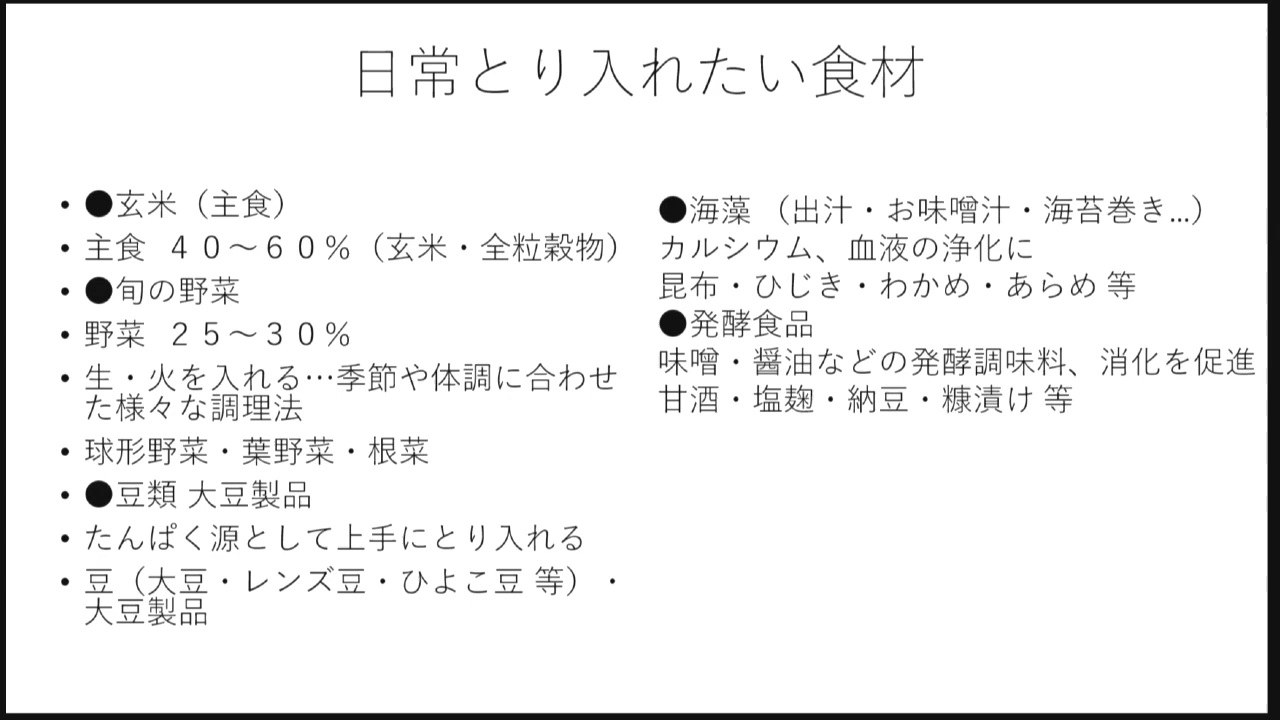 日常とり入れたい食材
• ●玄米（主食）
• 主食 ４０～６０％（玄米・全粒穀物）
• ●旬の野菜
• 野菜 ２５～３０％
• 生・火を入れる…季節や体調に合わせ
た様々な調理法
• 球形野菜・葉野菜・根菜
• ●豆類 大豆製品
• たんぱく源として上手にとり入れる
• 豆（大豆・レンズ豆・ひよこ豆 等）・
大豆製品
●海藻 （出汁・お味噌汁・海苔巻き...）
カルシウム、血液の浄化に
昆布・ひじき・わかめ・あらめ 等
●発酵食品
味噌・醤油などの発酵調味料、消化を促進
甘酒・塩麹・納豆・糠漬け 等